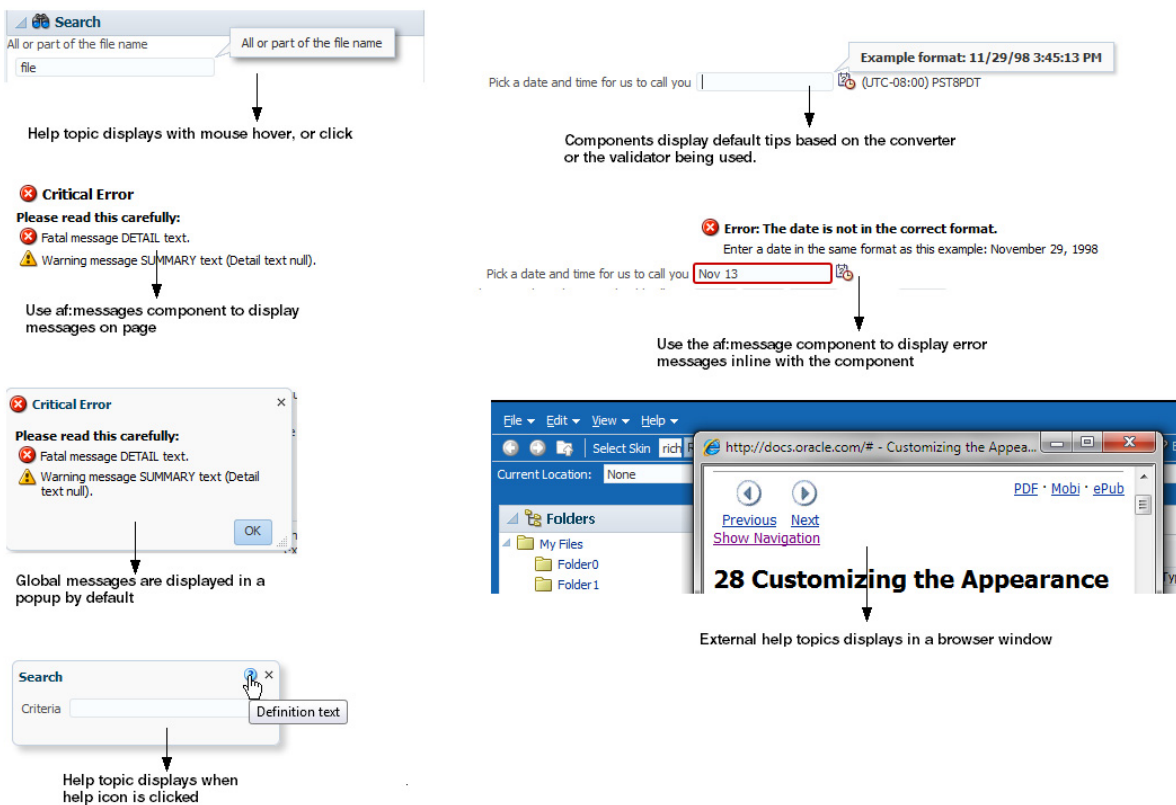 Search
All or part of the file name
All or part of the file name
file
Help topic displays with mouse hover, or click
Example format: 11/29/98 3:45:13 PM
Pick a date and time for us to call you
(UTC-08:00) PST8PDT
Components display default tips based on the converter
or the validator being used.
Critical Error
Please read this carefully:
Fatal message DETAIL text.
Warning message SUMMARY text (Detail text null).
Use af:messages component to display
messages on page
Error: The date is not in the correct format.
Enter a date in the same format as this example: November 29, 1998
Pick a date and time for us to call you Nov 13
Use the af:message component to display error
messages inline with the component
Critical Error
Please read this carefully:
Fatal message DETAIL text.
Warning message SUMMARY text (Detail
text null).
OK
Global messages are displayed in a
popup by default
File Edit View Help
Select Skin rich
Current Location: None
Folders
My Files
Folder0
Folder1
http://docs.oracle.com/# - Customizing the Appea...
PDF · Mobi · ePub
Previous Next
Show Navigation
28 Customizing the Appearance
External help topics displays in a browser window
Search
Criteria
Definition text
Help topic displays when
help icon is clicked